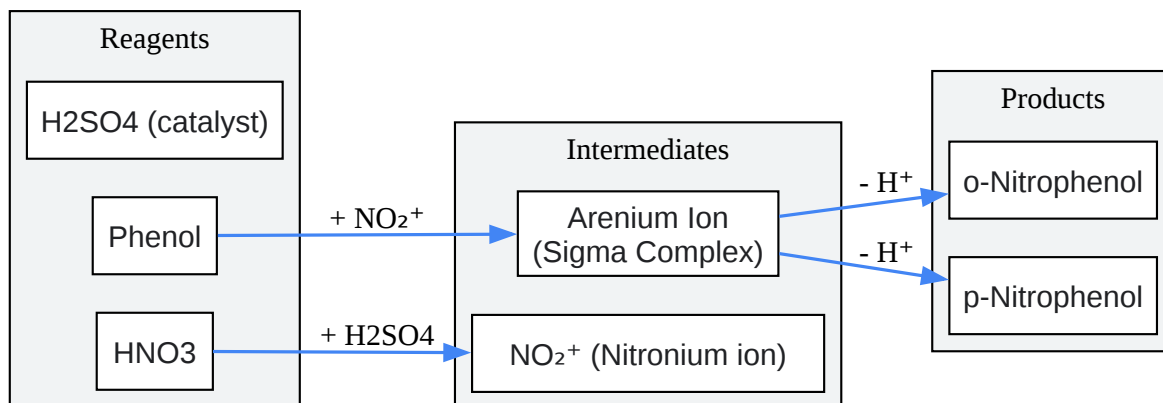 Reagents
H2SO4 (catalyst)
Phenol
HNO3
+ NO₂⁺
+ H2SO4
Intermediates
Arenium Ion
(Sigma Complex)
NO₂⁺ (Nitronium ion)
- H⁺
- H⁺
Products
o-Nitrophenol
p-Nitrophenol